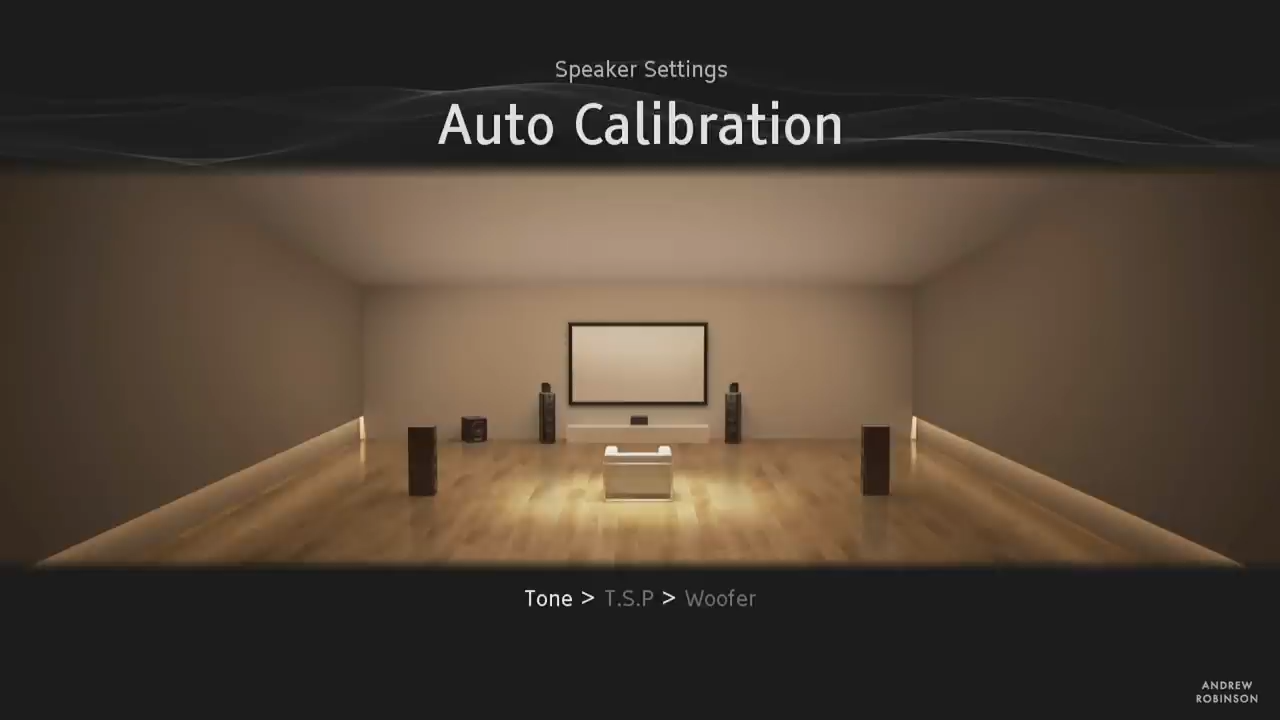 Speaker Settings
Auto Calibration
Tone > T.S.P > Woofer
ANDREW
ROBINSON